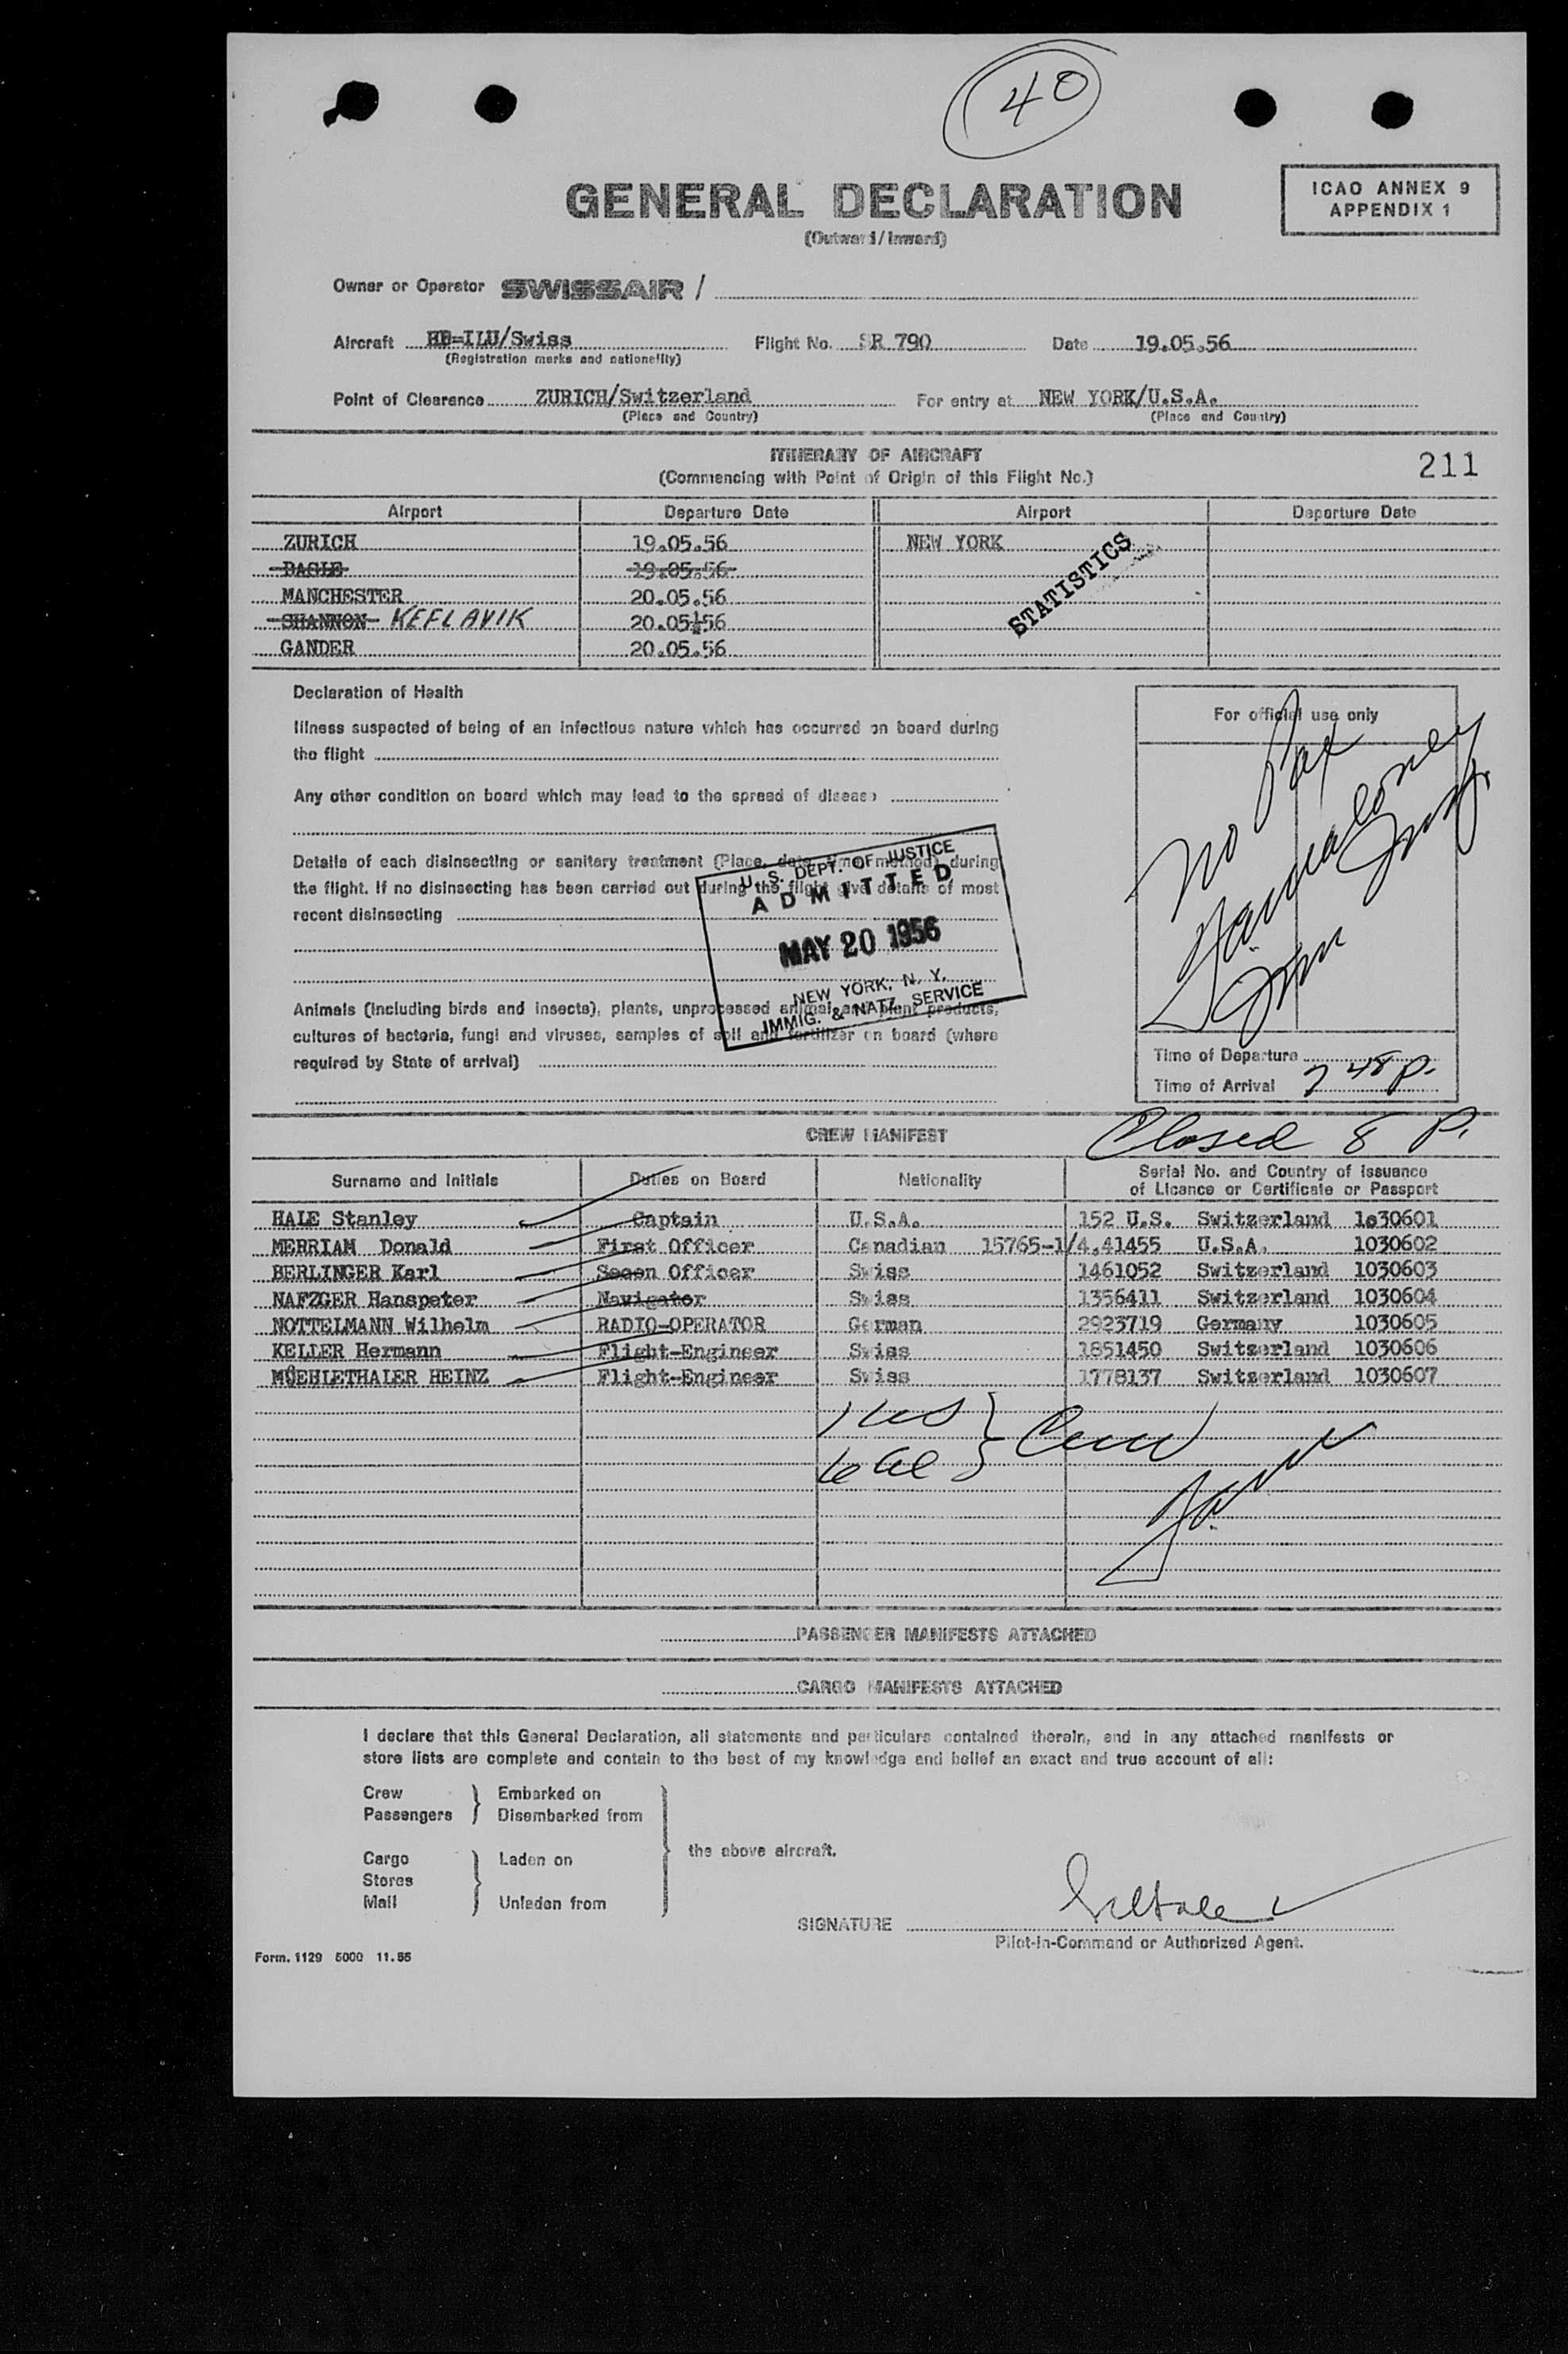 40
GENERAL DECLARATION
(Outward/Inward)
ICAO ANNEX 9
APPENDIX 1
Owner or Operator SWISSAIR /
Aircraft HB-ILU/Swiss Flight No. SR 790 Date 19.05.56
(Registration marks and nationality)
Point of Clearance ZURICH/Switzerland For entry at NEW YORK/U.S.A.
(Place and Country) (Place and Country)
ITINERARY OF AIRCRAFT
(Commencing with Point of Origin of this Flight No.)
211
Airport Departure Date Airport Departure Date
ZURICH 19.05.56 NEW YORK
BASLE 19.05.56
MANCHESTER 20.05.56
SHANNON KEFLAVIK 20.05.56
GANDER 20.05.56
STATISTICS
Declaration of Health
Illness suspected of being of an infectious nature which has occurred on board during
the flight
Any other condition on board which may lead to the spread of disease
Details of each disinsecting or sanitary treatment (Place, date, time, method) during
the flight. If no disinsecting has been carried out during the flight give details of most
recent disinsecting
U. S. DEPT. OF JUSTICE
ADMITTED
MAY 20 1956
NEW YORK, N. Y.
IMMIG. & NATZ. SERVICE
Animals (including birds and insects), plants, unprocessed animal and plant products,
cultures of bacteria, fungi and viruses, samples of soil and fertilizer on board (where
required by State of arrival)
For official use only
No Pax
Time of Departure
Time of Arrival 7 48 P.
Closed 8 P.
CREW MANIFEST
Surname and Initials Duties on Board Nationality Serial No. and Country of issuance
of Licence or Certificate or Passport
HALE Stanley Captain U.S.A. 152 U.S. Switzerland 1o30601
MERRIAM Donald First Officer Canadian 15765-1/4.41455 U.S.A. 1030602
BERLINGER Karl Secon Officer Swiss 1461052 Switzerland 1030603
NAFZGER Hanspeter Navigator Swiss 1356411 Switzerland 1030604
NOTTELMANN Wilhelm RADIO-OPERATOR German 2923719 Germany 1030605
KELLER Hermann Flight-Engineer Swiss 1851450 Switzerland 1030606
MÜEHLETHALER HEINZ Flight-Engineer Swiss 1778137 Switzerland 1030607
Crew
PASSENGER MANIFESTS ATTACHED
CARGO MANIFESTS ATTACHED
I declare that this General Declaration, all statements and particulars contained therein, and in any attached manifests or
store lists are complete and contain to the best of my knowledge and belief an exact and true account of all:
Crew Embarked on
Passengers Disembarked from
the above aircraft.
Cargo Laden on
Stores
Mail Unladen from
SIGNATURE
Pilot-in-Command or Authorized Agent.
Form. 1129 5000 11.55